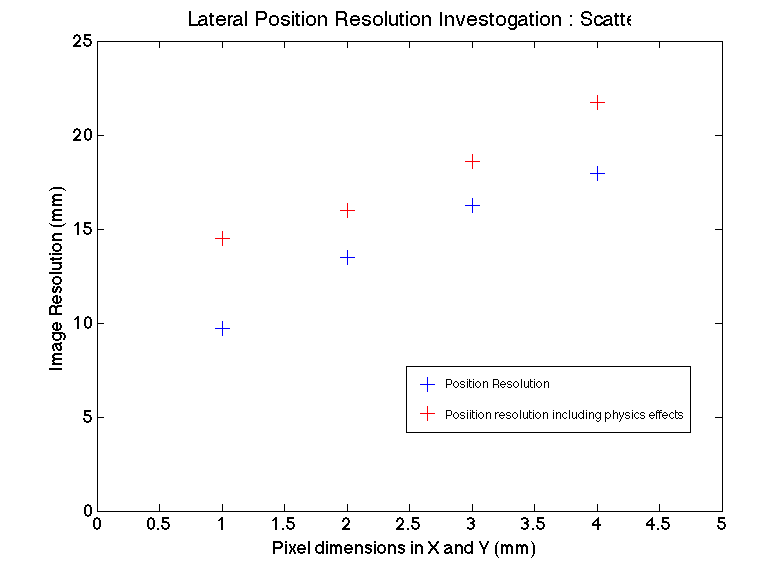 Lateral Position Resolution Investogation : Scatte
25
20
15
10
5
0
Image Resolution (mm)
Position Resolution
Posiition resolution including physics effects
0 0.5 1 1.5 2 2.5 3 3.5 4 4.5 5
Pixel dimensions in X and Y (mm)